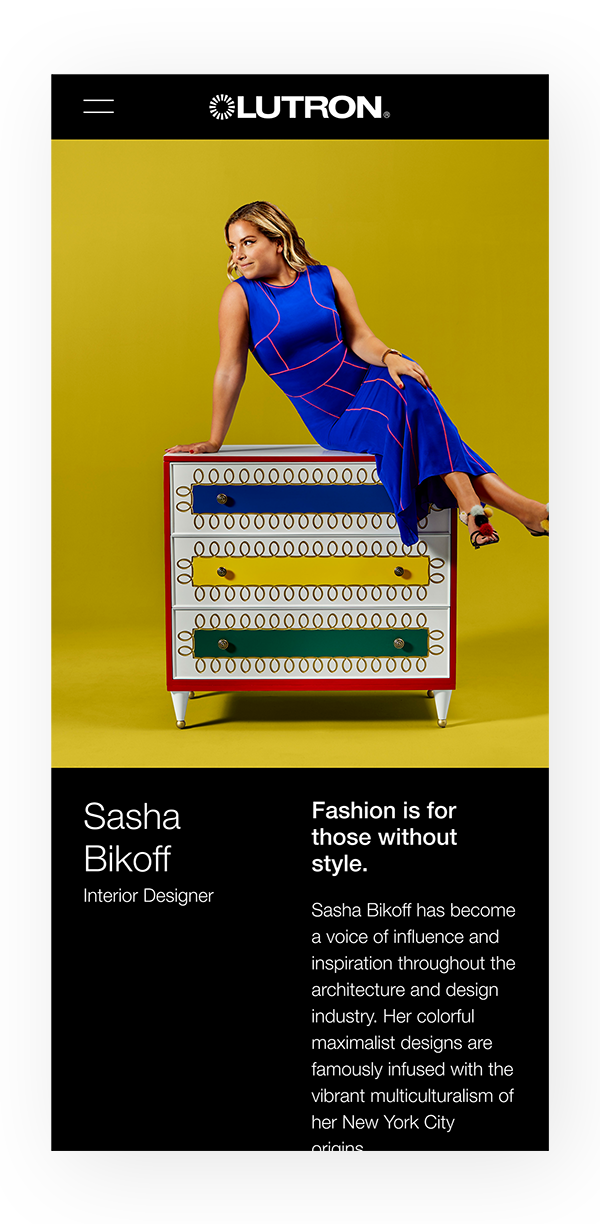 LUTRON®
Sasha
Bikoff
Interior Designer
Fashion is for
those without
style.
Sasha Bikoff has become
a voice of influence and
inspiration throughout the
architecture and design
industry. Her colorful
maximalist designs are
famously infused with the
vibrant multiculturalism of
her New York City
origins